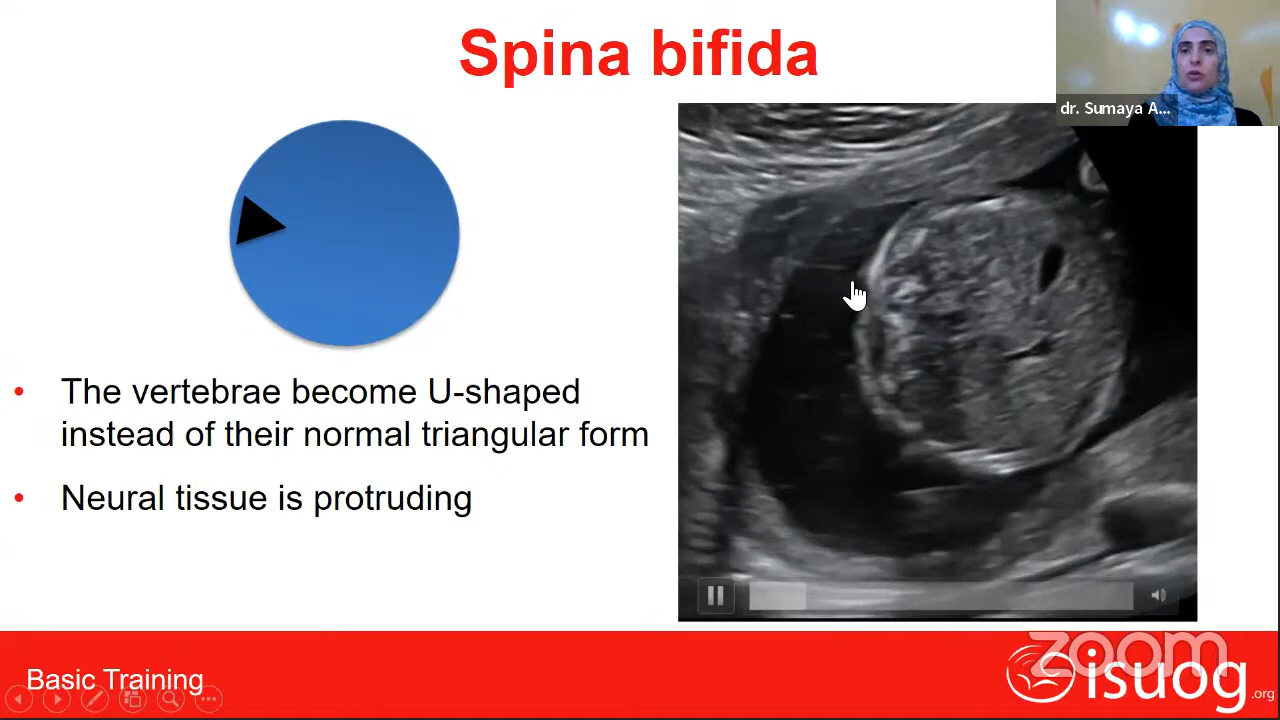 Spina bifida
dr. Sumaya A...
• The vertebrae become U-shaped
instead of their normal triangular form
• Neural tissue is protruding
Basic Training
zoom
isuog
.org